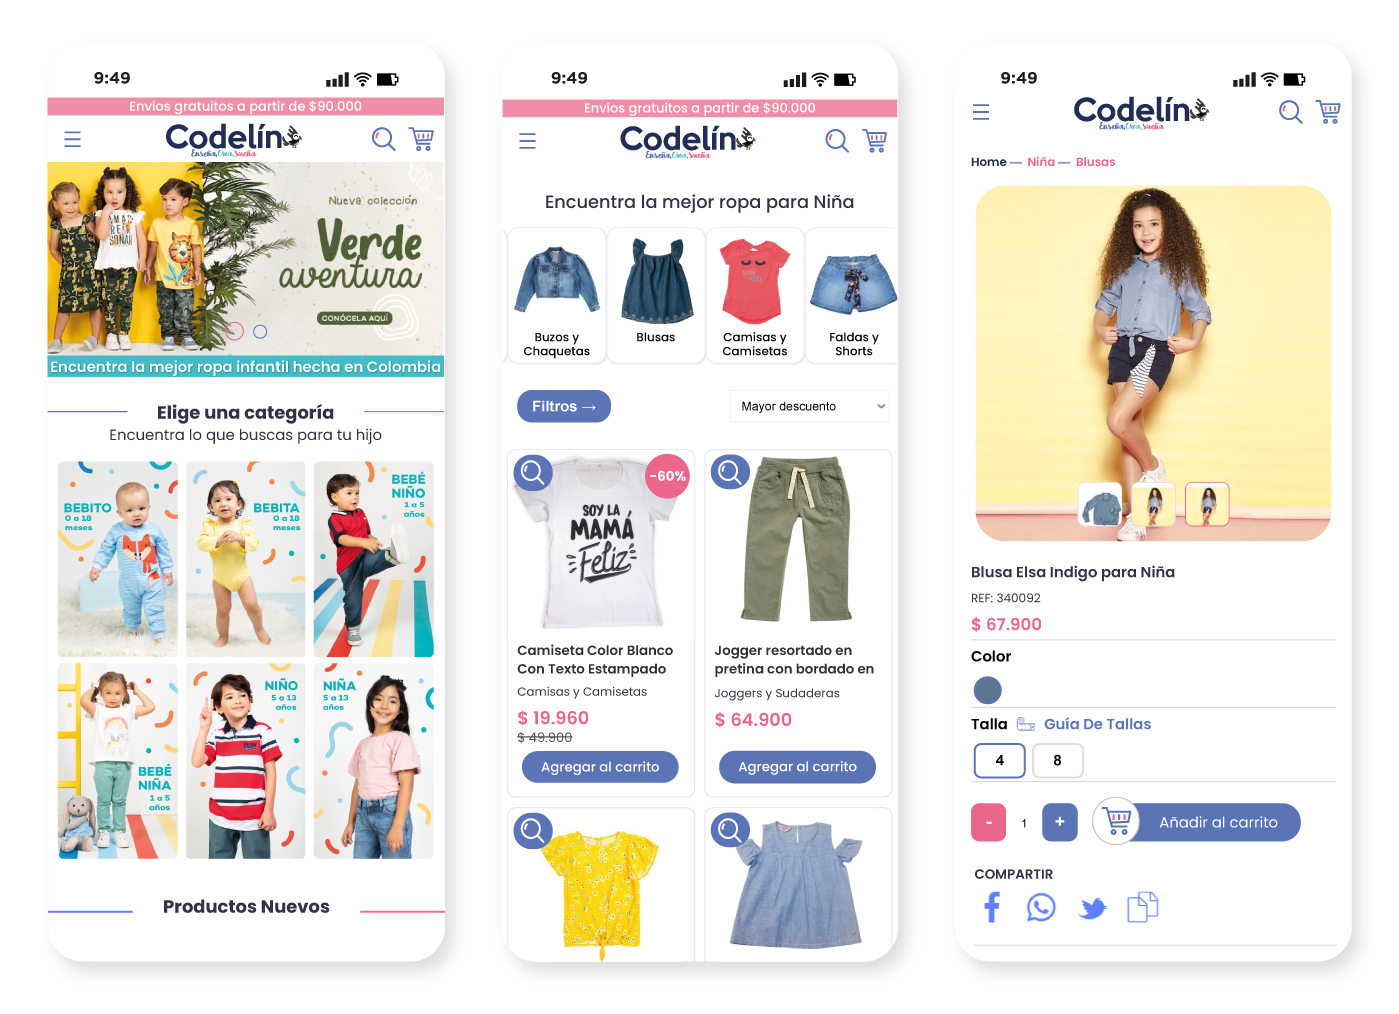 9:49
Envíos gratuitos a partir de $90.000
Codelín
Enseña, Crea, Sueña
Nueva colección
Verde
aventura
CONÓCELA AQUÍ
Encuentra la mejor ropa infantil hecha en Colombia
Elige una categoría
Encuentra lo que buscas para tu hijo
BEBITO
0 a 18
meses
BEBITA
0 a 18
meses
BEBÉ
NIÑO
1 a 5
años
BEBÉ
NIÑA
1 a 5
años
NIÑO
5 a 13
años
NIÑA
5 a 13
años
Productos Nuevos
9:49
Envíos gratuitos a partir de $90.000
Codelín
Enseña, Crea, Sueña
Encuentra la mejor ropa para Niña
Buzos y
Chaquetas
Blusas
Camisas y
Camisetas
Faldas y
Shorts
Filtros →
Mayor descuento
-60%
SOY LA
MAMÁ
Feliz
Camiseta Color Blanco
Con Texto Estampado
Camisas y Camisetas
$ 19.960
$ 49.900
Agregar al carrito
Jogger resortado en
pretina con bordado en
Joggers y Sudaderas
$ 64.900
Agregar al carrito
9:49
Codelín
Enseña, Crea, Sueña
Home — Niña — Blusas
Blusa Elsa Indigo para Niña
REF: 340092
$ 67.900
Color
Talla Guía De Tallas
4 8
- 1 + Añadir al carrito
COMPARTIR